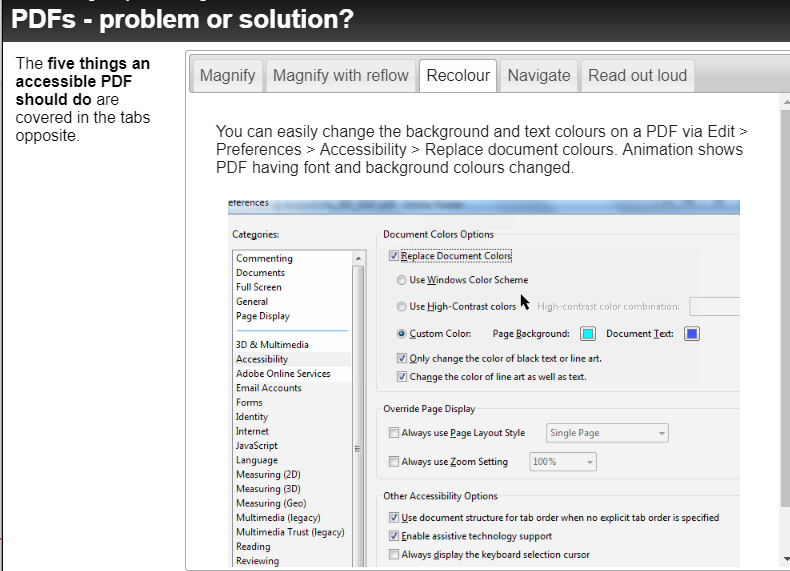 PDFs - problem or solution?
The five things an
accessible PDF
should do are
covered in the tabs
opposite.
Magnify
Magnify with reflow
Recolour
Navigate
Read out loud
You can easily change the background and text colours on a PDF via Edit >
Preferences > Accessibility > Replace document colours. Animation shows
PDF having font and background colours changed.
eferences
Categories:
Commenting
Documents
Full Screen
General
Page Display
3D & Multimedia
Accessibility
Adobe Online Services
Email Accounts
Forms
Identity
Internet
JavaScript
Language
Measuring (2D)
Measuring (3D)
Measuring (Geo)
Multimedia (legacy)
Multimedia Trust (legacy)
Reading
Reviewing
Document Colors Options
Replace Document Colors
Use Windows Color Scheme
Use High-Contrast colors High-contrast color combination:
Custom Color: Page Background: Document Text:
Only change the color of black text or line art.
Change the color of line art as well as text.
Override Page Display
Always use Page Layout Style Single Page
Always use Zoom Setting 100%
Other Accessibility Options
Use document structure for tab order when no explicit tab order is specified
Enable assistive technology support
Always display the keyboard selection cursor